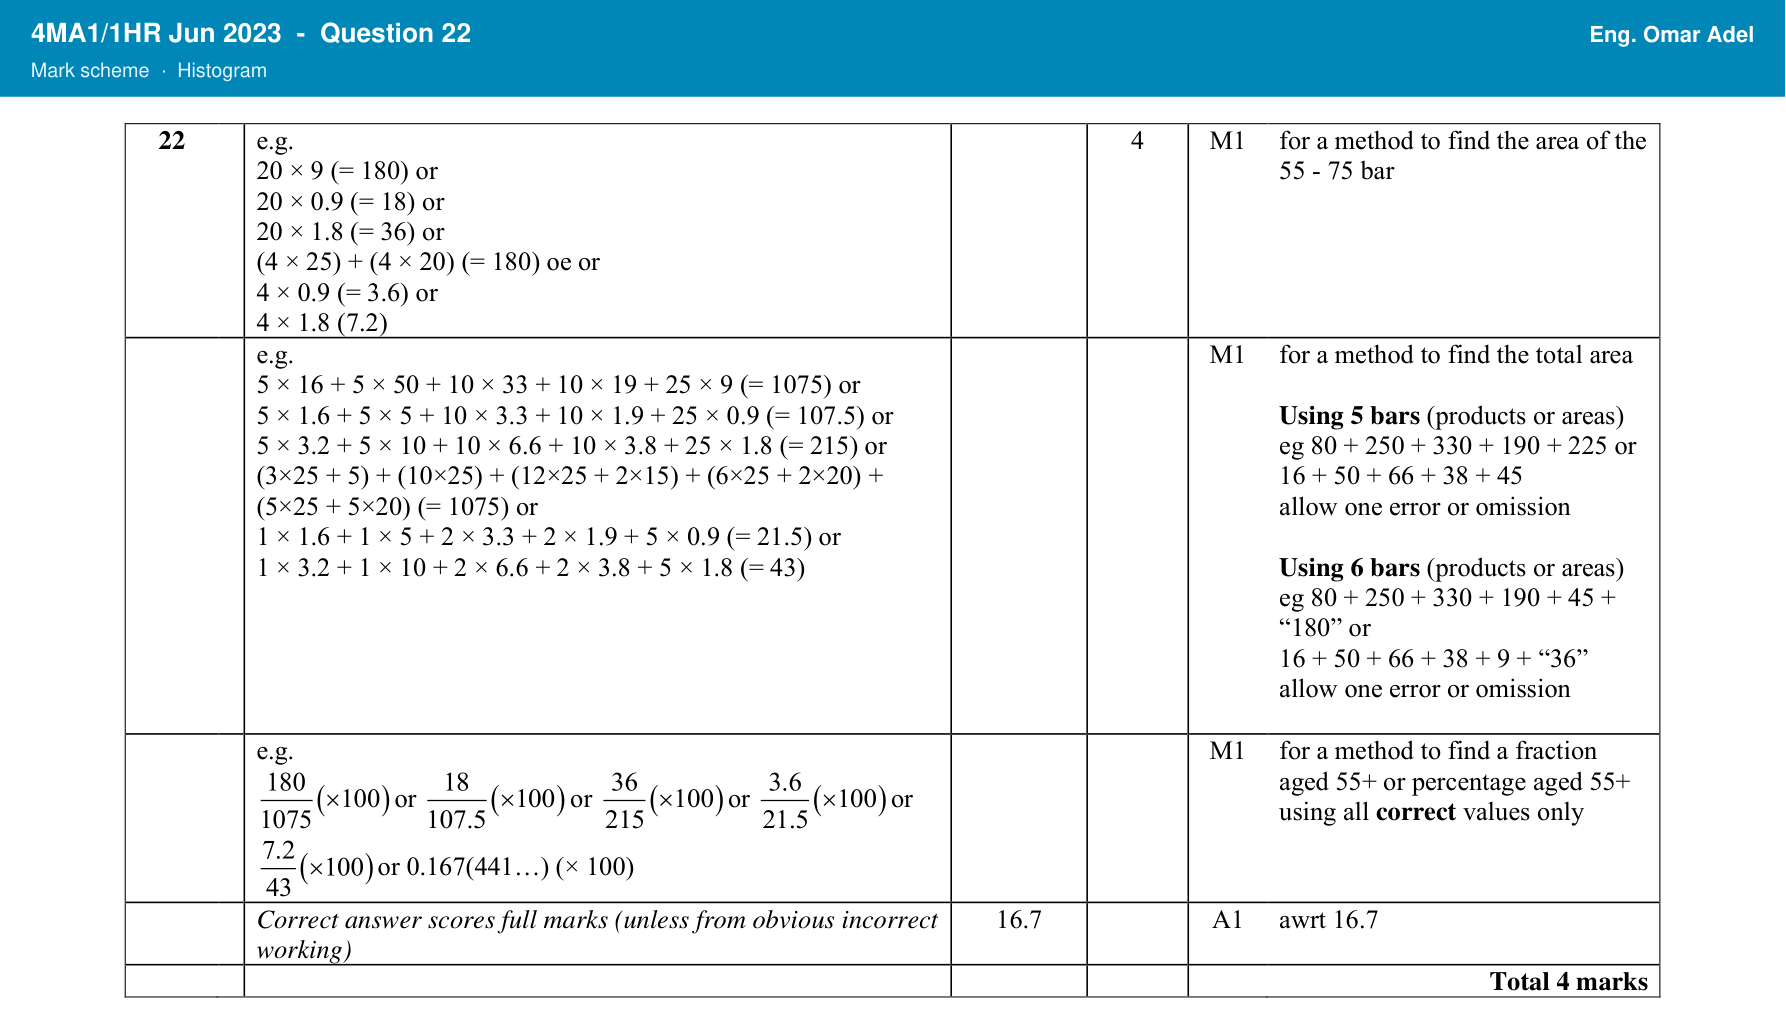 4MA1/1HR Jun 2023 - Question 22
Eng. Omar Adel
Mark scheme · Histogram
22
e.g.
20 × 9 (= 180) or
20 × 0.9 (= 18) or
20 × 1.8 (= 36) or
(4 × 25) + (4 × 20) (= 180) oe or
4 × 0.9 (= 3.6) or
4 × 1.8 (7.2)
4
M1 for a method to find the area of the
55 - 75 bar
e.g.
5 × 16 + 5 × 50 + 10 × 33 + 10 × 19 + 25 × 9 (= 1075) or
5 × 1.6 + 5 × 5 + 10 × 3.3 + 10 × 1.9 + 25 × 0.9 (= 107.5) or
5 × 3.2 + 5 × 10 + 10 × 6.6 + 10 × 3.8 + 25 × 1.8 (= 215) or
(3×25 + 5) + (10×25) + (12×25 + 2×15) + (6×25 + 2×20) +
(5×25 + 5×20) (= 1075) or
1 × 1.6 + 1 × 5 + 2 × 3.3 + 2 × 1.9 + 5 × 0.9 (= 21.5) or
1 × 3.2 + 1 × 10 + 2 × 6.6 + 2 × 3.8 + 5 × 1.8 (= 43)
M1 for a method to find the total area
Using 5 bars (products or areas)
eg 80 + 250 + 330 + 190 + 225 or
16 + 50 + 66 + 38 + 45
allow one error or omission
Using 6 bars (products or areas)
eg 80 + 250 + 330 + 190 + 45 +
“180” or
16 + 50 + 66 + 38 + 9 + “36”
allow one error or omission
e.g.
180/1075 (×100) or 18/107.5 (×100) or 36/215 (×100) or 3.6/21.5 (×100) or
7.2/43 (×100) or 0.167(441…) (× 100)
M1 for a method to find a fraction
aged 55+ or percentage aged 55+
using all correct values only
Correct answer scores full marks (unless from obvious incorrect
working)
16.7
A1 awrt 16.7
Total 4 marks